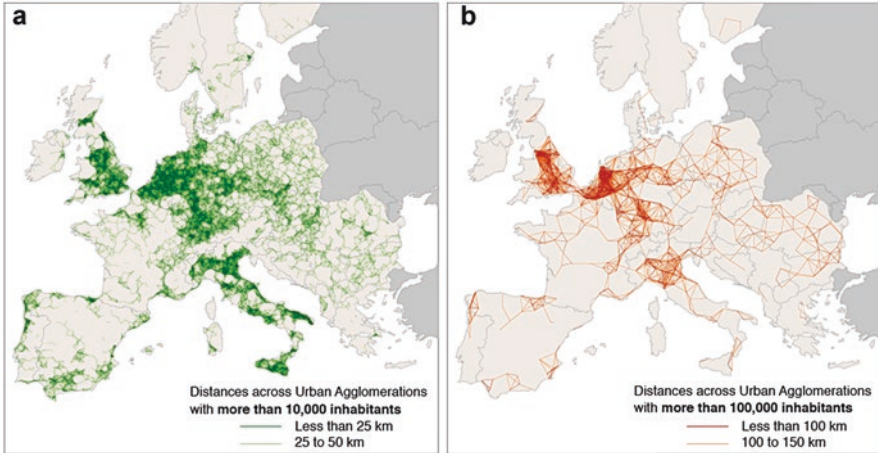 a
Distances across Urban Agglomerations
with more than 10,000 inhabitants
Less than 25 km
25 to 50 km
b
Distances across Urban Agglomerations
with more than 100,000 inhabitants
Less than 100 km
100 to 150 km